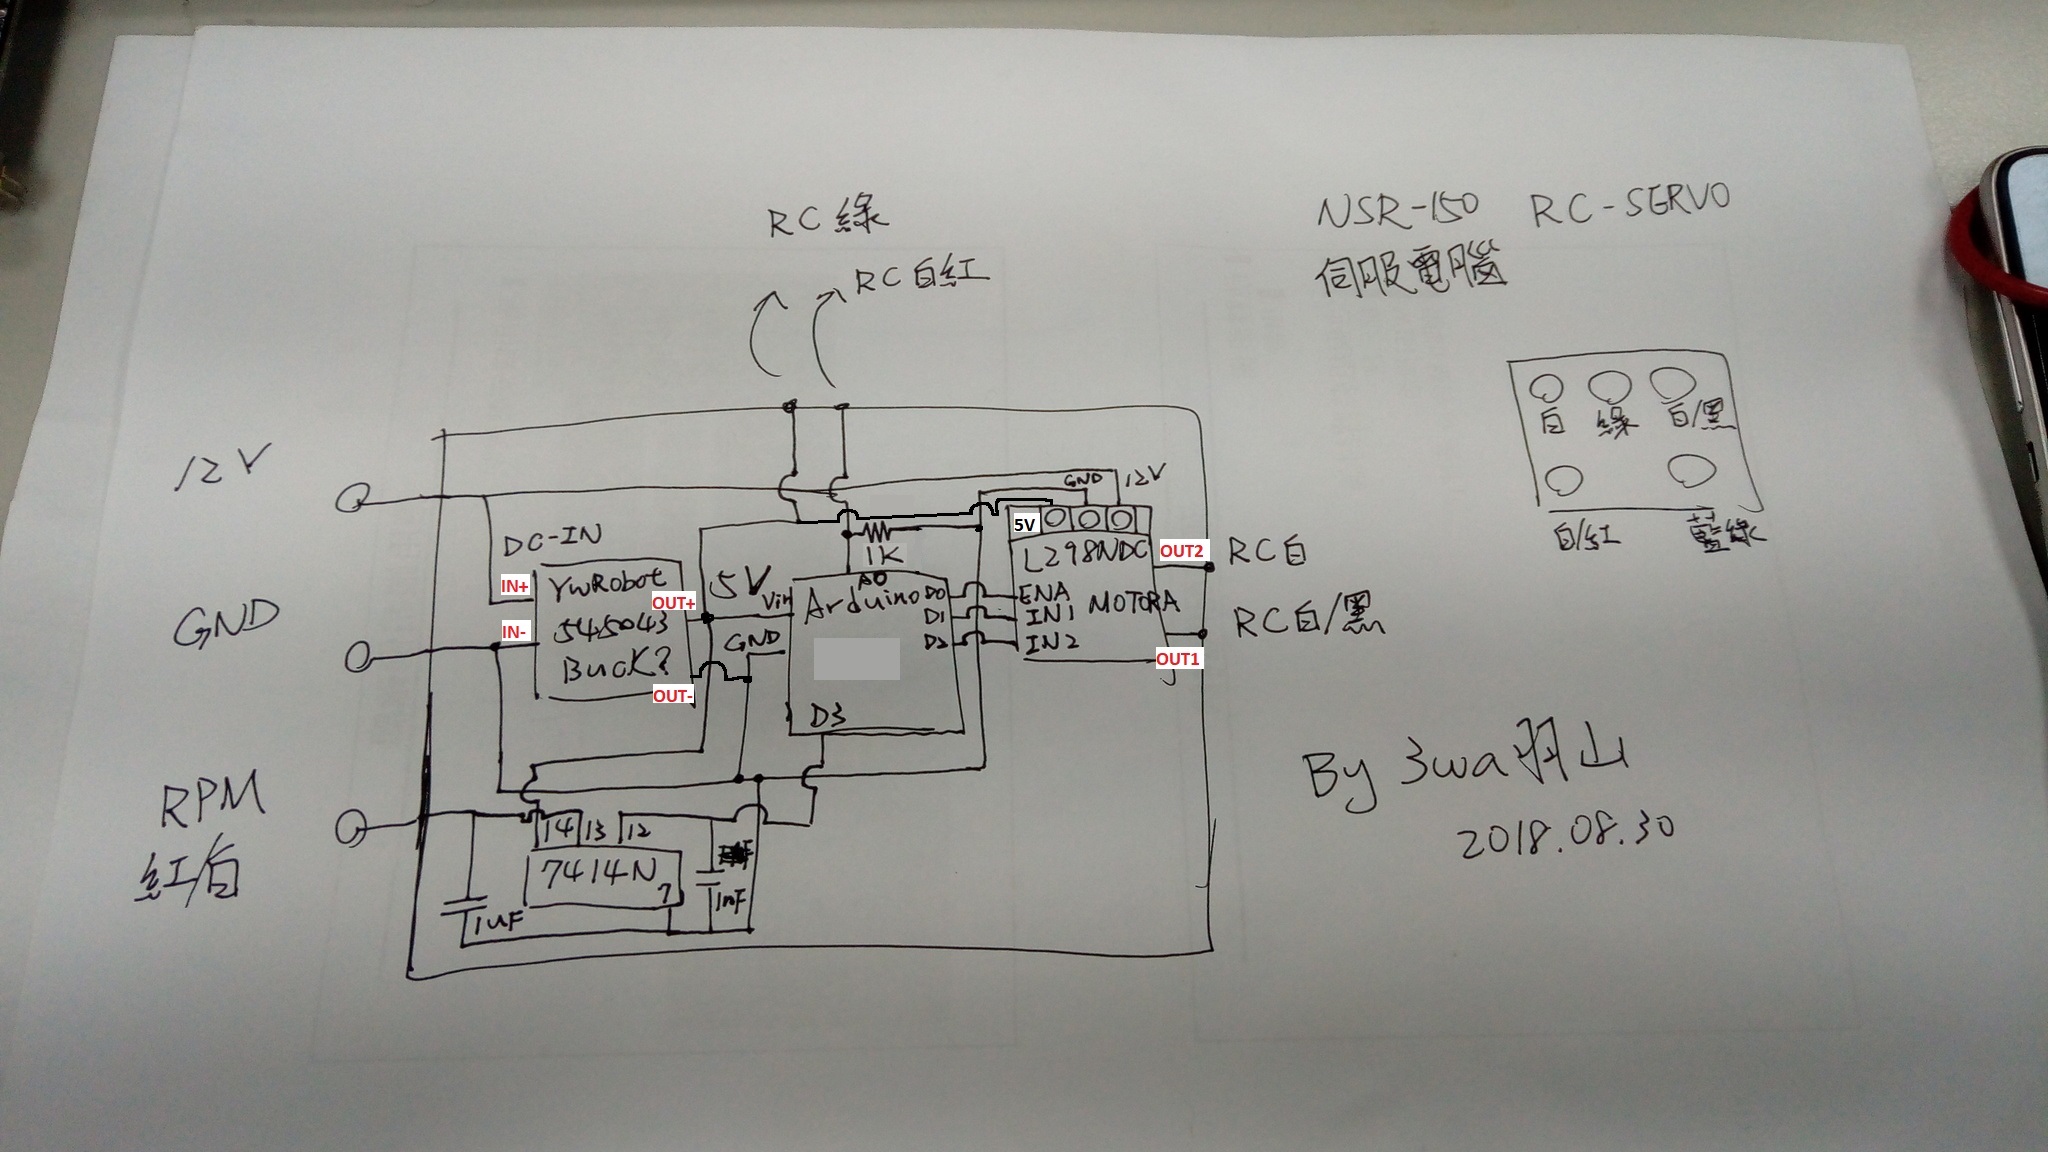 RC綠
RC白紅
NSR-150 RC-SERVO
伺服電腦
白 綠 白/黑
白/紅 藍綠
12V
GND
RPM
紅/白
DC-IN
IN+
IN-
YwRobot
545043
Buck?
OUT+
OUT-
5V
Vin
GND
1K
A0
Arduino
D0
D1
D2
D3
GND
12V
5V
L298NDC
ENA
IN1
IN2
MOTORA
OUT2
OUT1
RC白
RC白/黑
14 13 12
7414N
7
1uF
1nF
By 3wa羽山
2018.08.30